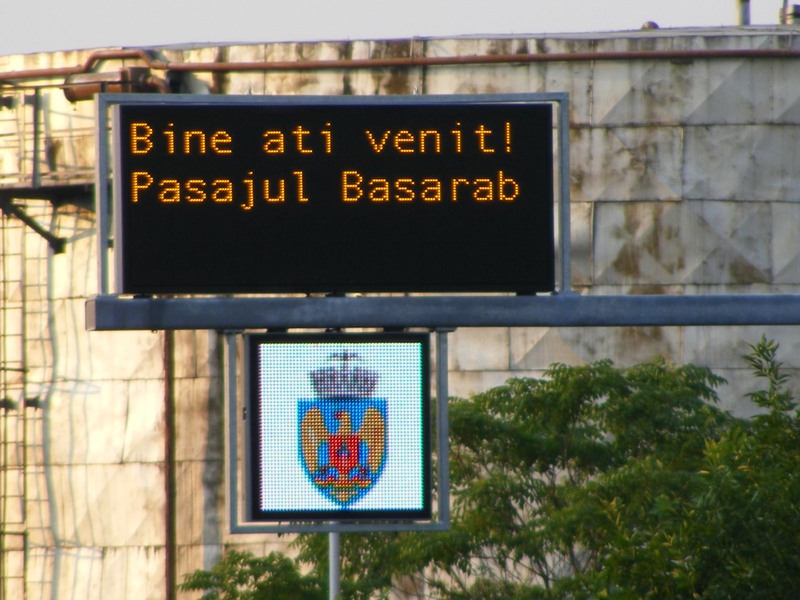 Bine ati venit!
Pasajul Basarab